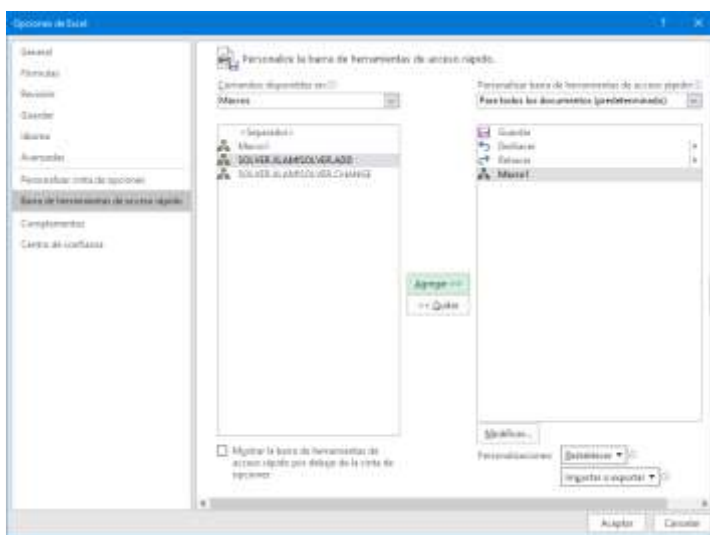 Opciones de Excel
General
Fórmulas
Revisión
Guardar
Idioma
Avanzadas
Personalizar cinta de opciones
Barra de herramientas de acceso rápido
Complementos
Centro de confianza
Personalice la barra de herramientas de acceso rápido.
Comandos disponibles en:
Macros
<Separador>
Macro1
SOLVER.XLAM!SOLVER.ADD
SOLVER.XLAM!SOLVER.CHANGE
Agregar >>
<< Quitar
Personalizar barra de herramientas de acceso rápido:
Para todos los documentos (predeterminado)
Guardar
Deshacer
Rehacer
Macro1
Modificar...
Mostrar la barra de herramientas de
acceso rápido por debajo de la cinta de
opciones
Personalizaciones:
Restablecer
Importar o exportar
Aceptar
Cancelar